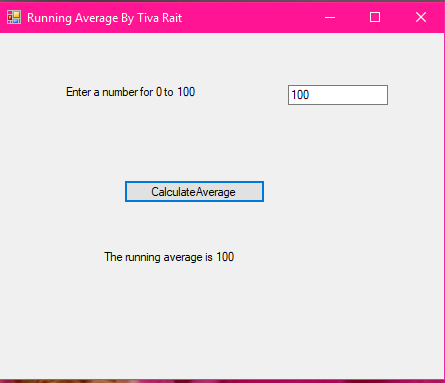 Running Average By Tiva Rait
Enter a number for 0 to 100
100
CalculateAverage
The running average is 100